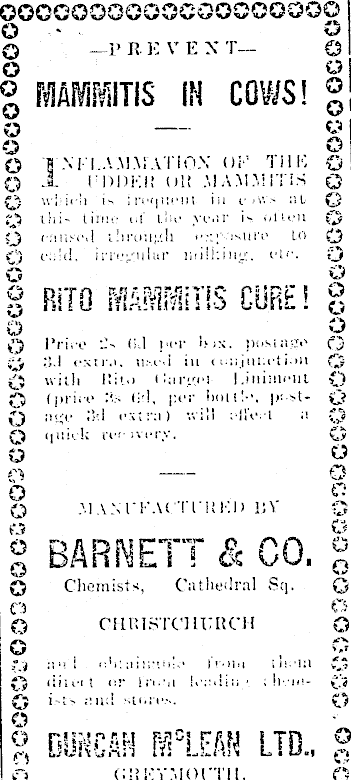 —PREVENT—
MAMMITIS IN COWS!
INFLAMMATION OF THE
UDDER OR MAMMITIS
which is frequent in cows at
this time of the year is often
caused through exposure to
cold, irregular milking, etc.
RITO MAMMITIS CURE!
Price 2s 6d per box, postage
3d extra, used in conjunction
with Rito Garget Liniment
(price 3s 6d, per bottle, post-
age 3d extra) will effect a
quick recovery.
MANUFACTURED BY
BARNETT & CO.
Chemists, Cathedral Sq.
CHRISTCHURCH
and obtainable from them
direct or from leading chem-
ists and stores.
DUNCAN McLEAN LTD.,
GREYMOUTH.